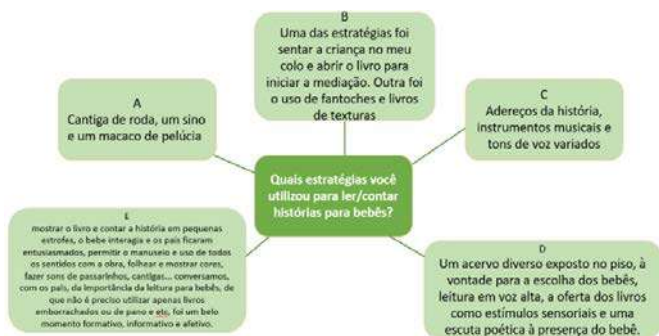 B
Uma das estratégias foi
sentar a criança no meu
colo e abrir o livro para
iniciar a mediação. Outra foi
o uso de fantoches e livros
de texturas
A
Cantiga de roda, um sino
e um macaco de pelúcia
C
Adereços da história,
instrumentos musicais e
tons de voz variados
Quais estratégias você
utilizou para ler/contar
histórias para bebês?
E
mostrar o livro e contar a história em pequenas
estrofes, o bebe interagia e os pais ficaram
entusiasmados, permitir o manuseio e uso de todos
os sentidos com a obra, folhear e mostrar cores,
fazer sons de passarinhos, cantigas... conversamos,
com os pais, da importância da leitura para bebês, de
que não é preciso utilizar apenas livros
emborrachados ou de pano e etc, foi um belo
momento formativo, informativo e afetivo.
D
Um acervo diverso exposto no piso, à
vontade para a escolha dos bebês,
leitura em voz alta, a oferta dos livros
como estímulos sensoriais e uma
escuta poética à presença do bebê.